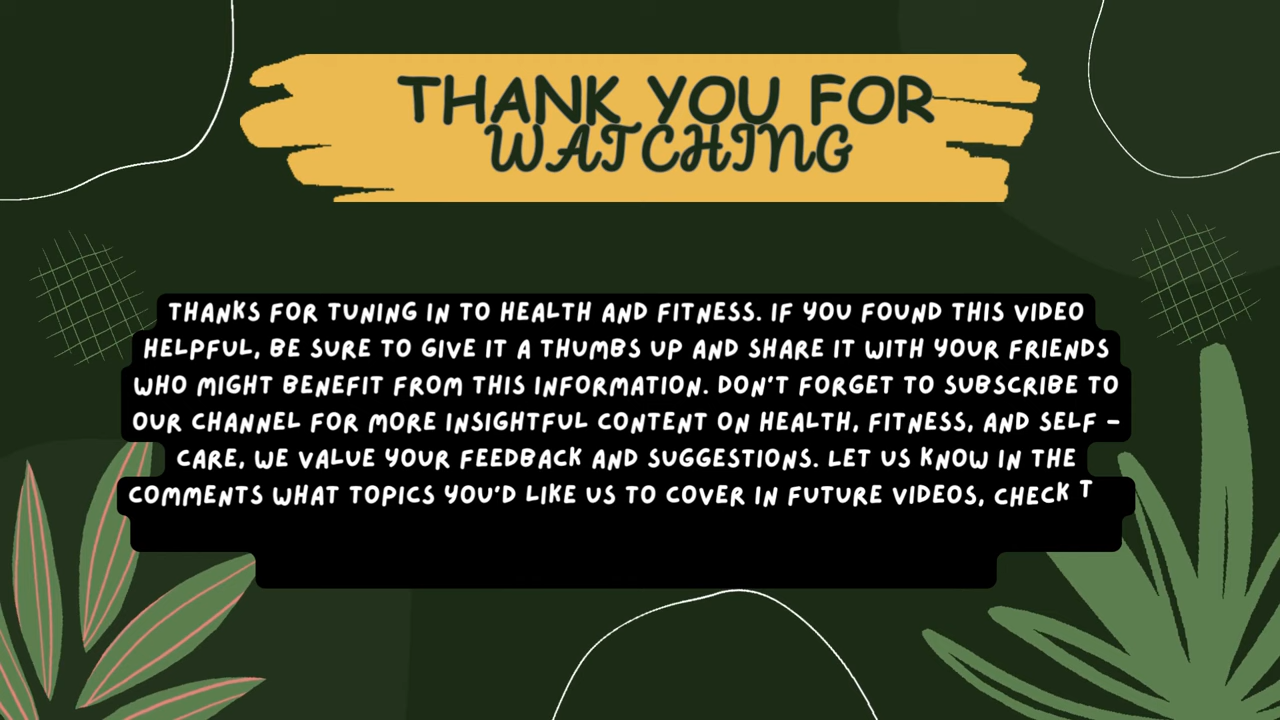 THANK YOU FOR
WATCHING
THANKS FOR TUNING IN TO HEALTH AND FITNESS. IF YOU FOUND THIS VIDEO
HELPFUL, BE SURE TO GIVE IT A THUMBS UP AND SHARE IT WITH YOUR FRIENDS
WHO MIGHT BENEFIT FROM THIS INFORMATION. DON'T FORGET TO SUBSCRIBE TO
OUR CHANNEL FOR MORE INSIGHTFUL CONTENT ON HEALTH, FITNESS, AND SELF -
CARE, WE VALUE YOUR FEEDBACK AND SUGGESTIONS. LET US KNOW IN THE
COMMENTS WHAT TOPICS YOU'D LIKE US TO COVER IN FUTURE VIDEOS, CHECK T